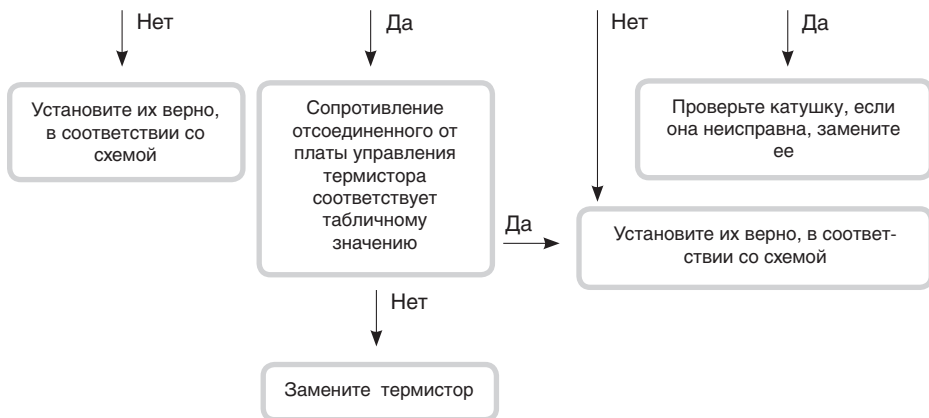 Нет
Да
Нет
Да
Установите их верно,
в соответствии со
схемой
Сопротивление
отсоединенного от
платы управления
термистора
соответствует
табличному
значению
Проверьте катушку, если
она неисправна, замените
ее
Да
Установите их верно, в соответ-
ствии со схемой
Нет
Замените термистор